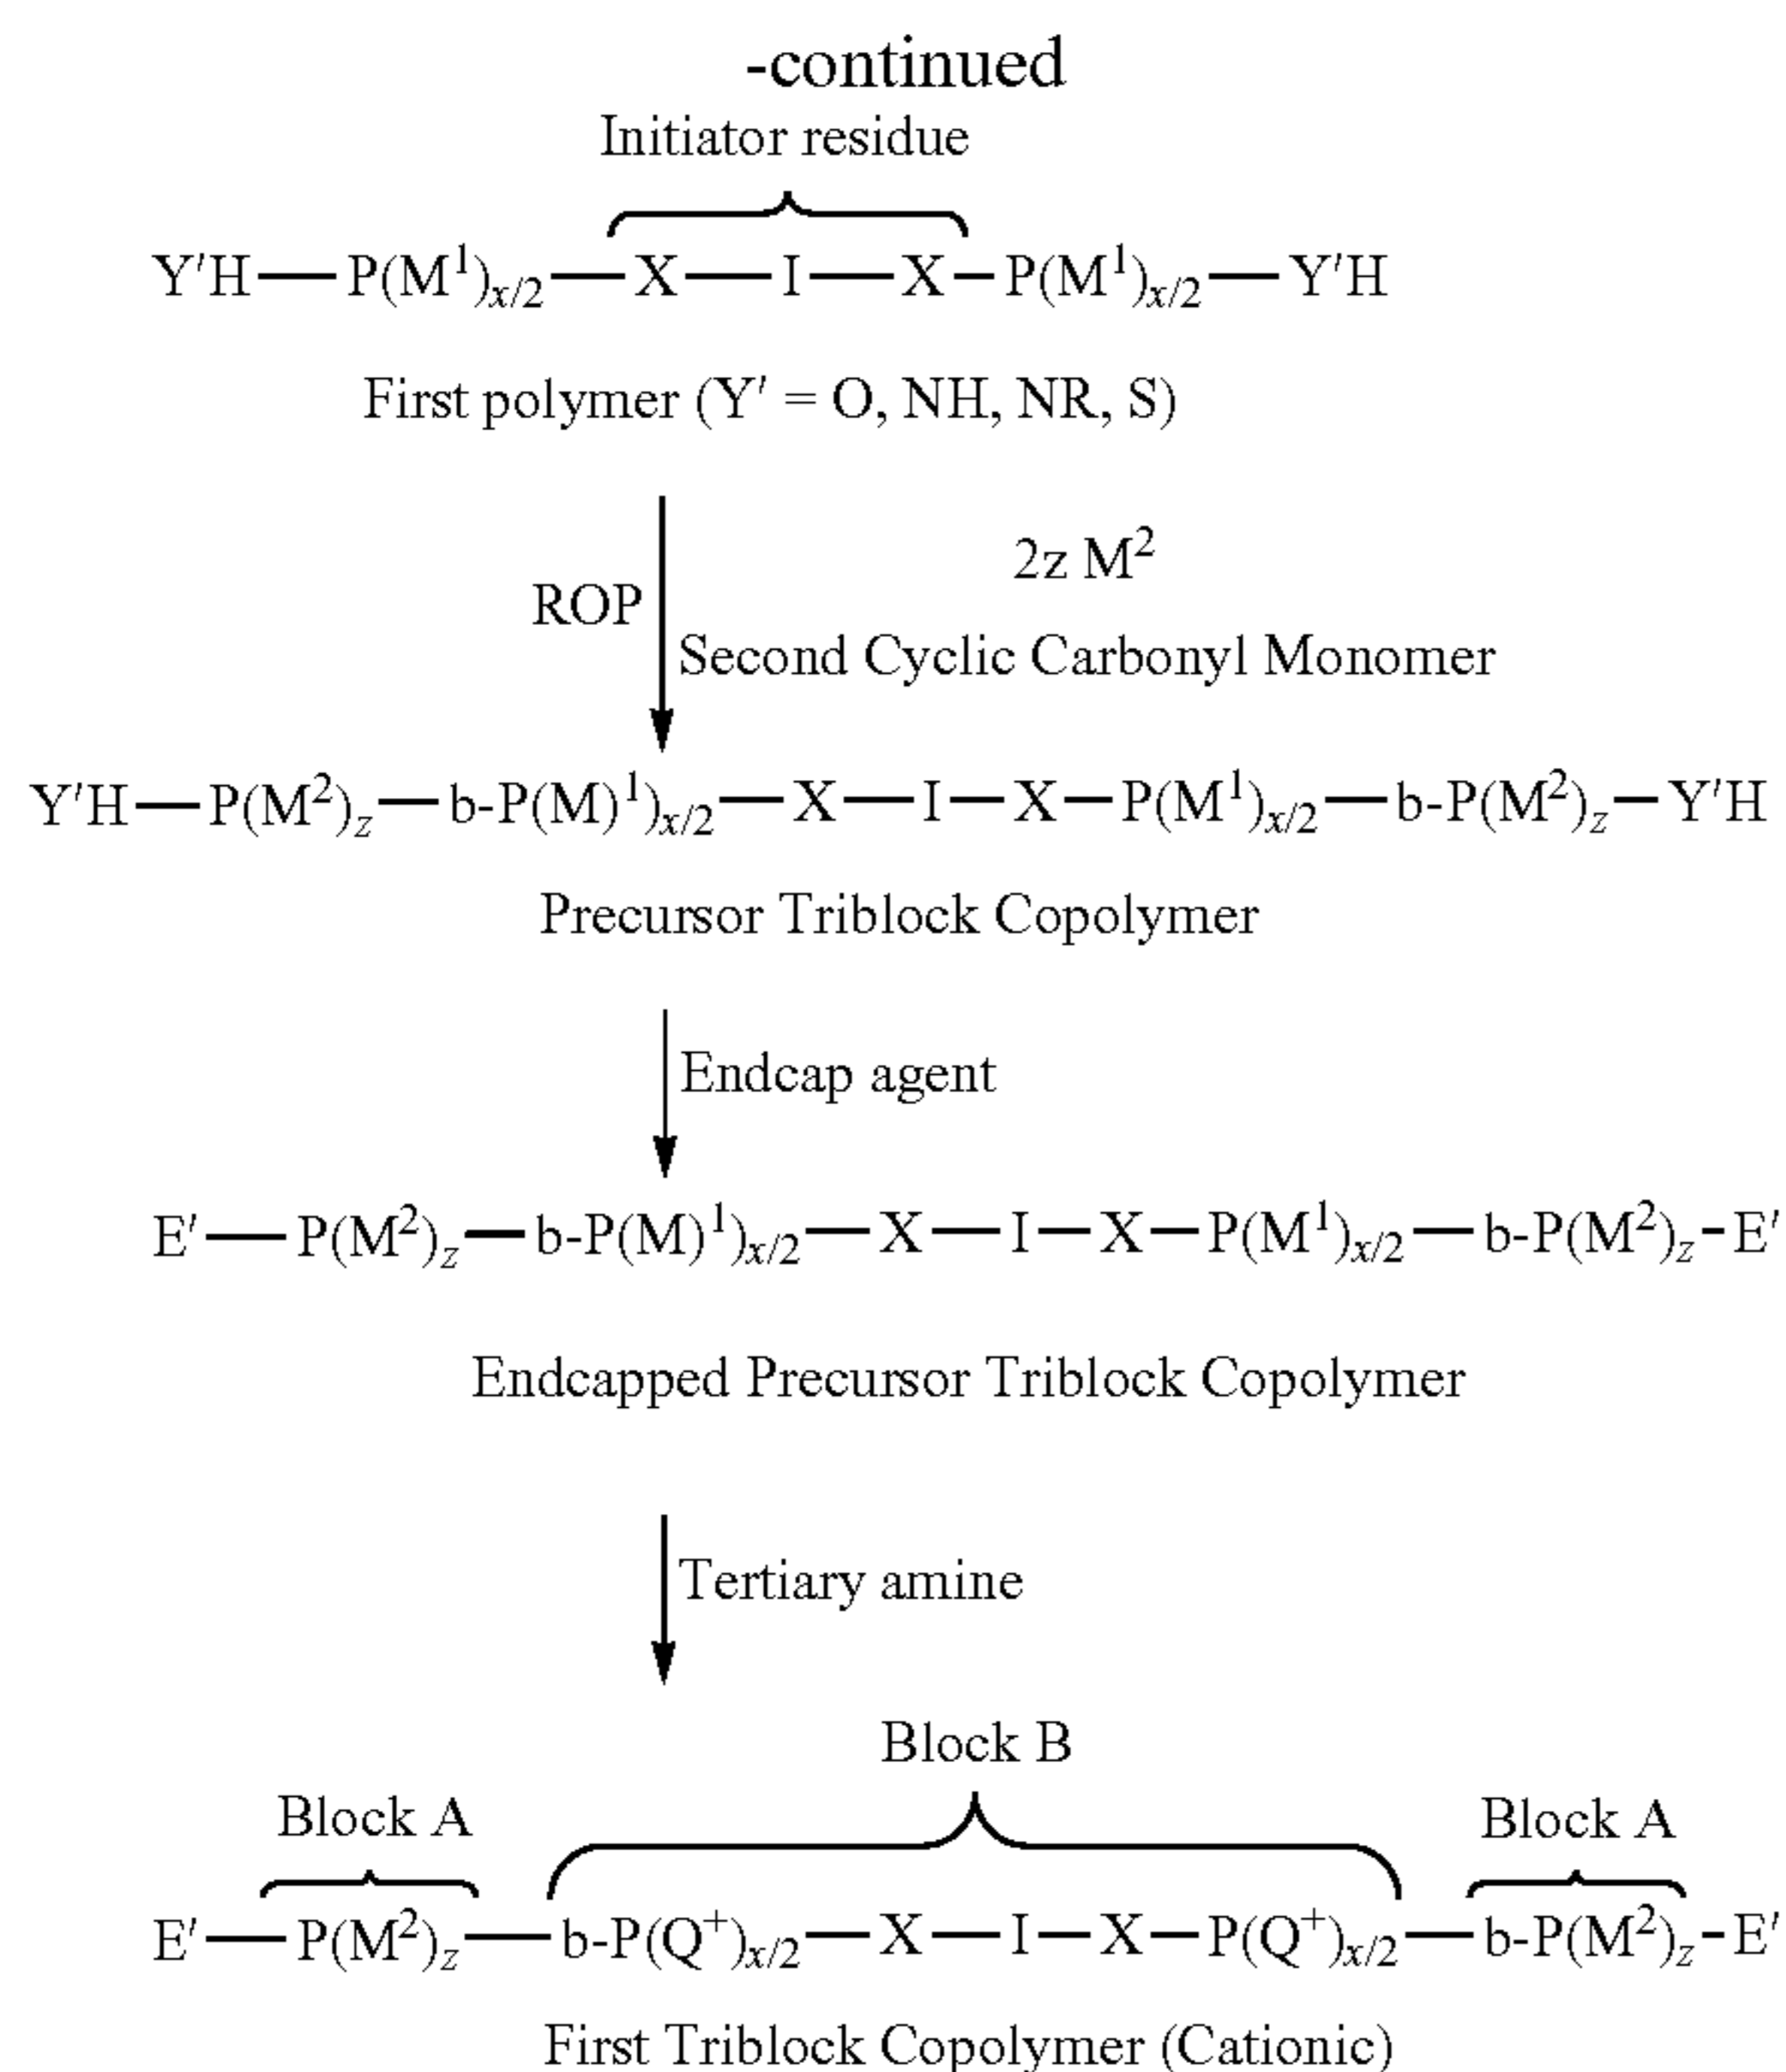 -continued
Initiator residue
Y'H—P(M¹)x/2—X—I—X—P(M¹)x/2—Y'H
First polymer (Y' = O, NH, NR, S)
2z M²
ROP
Second Cyclic Carbonyl Monomer
Y'H—P(M²)z—b-P(M)¹)x/2—X—I—X—P(M¹)x/2—b-P(M²)z—Y'H
Precursor Triblock Copolymer
Endcap agent
E'—P(M²)z—b-P(M)¹)x/2—X—I—X—P(M¹)x/2—b-P(M²)z-E'
Endcapped Precursor Triblock Copolymer
Tertiary amine
Block B
Block A Block A
E'—P(M²)z—b-P(Q⁺)x/2—X—I—X—P(Q⁺)x/2—b-P(M²)z-E'
First Triblock Copolymer (Cationic)